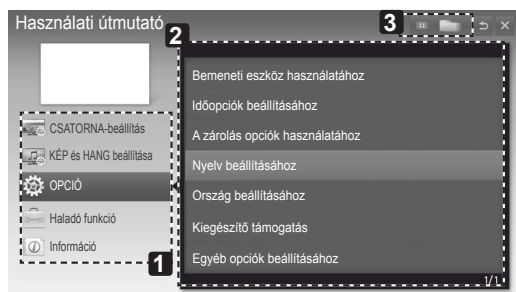 Használati útmutató
2
3
CSATORNA-beállítás
KÉP és HANG beállítása
OPCIÓ
Haladó funkció
Információ
1
Bemeneti eszköz használatához
Időopciók beállításához
A zárolás opciók használatához
Nyelv beállításához
Ország beállításához
Kiegészítő támogatás
Egyéb opciók beállításához
1/1